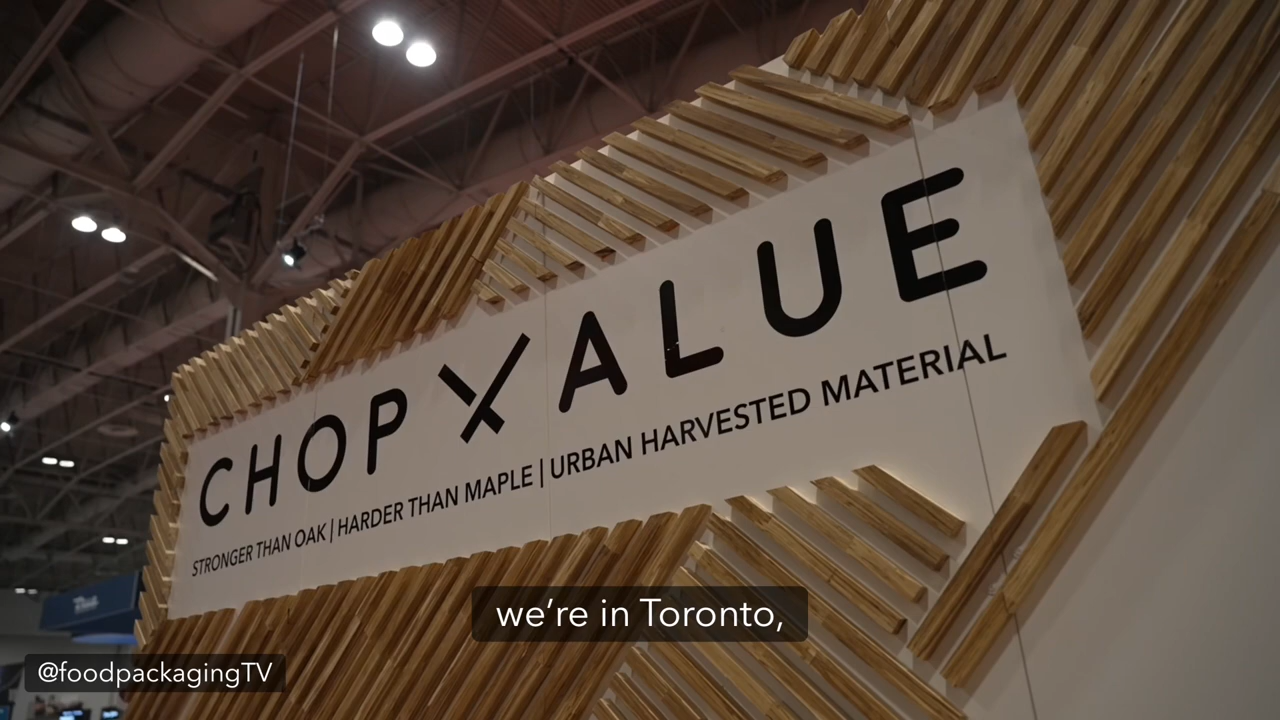 CHOP VALUE
STRONGER THAN OAK | HARDER THAN MAPLE | URBAN HARVESTED MATERIAL
we're in Toronto,
@foodpackagingTV